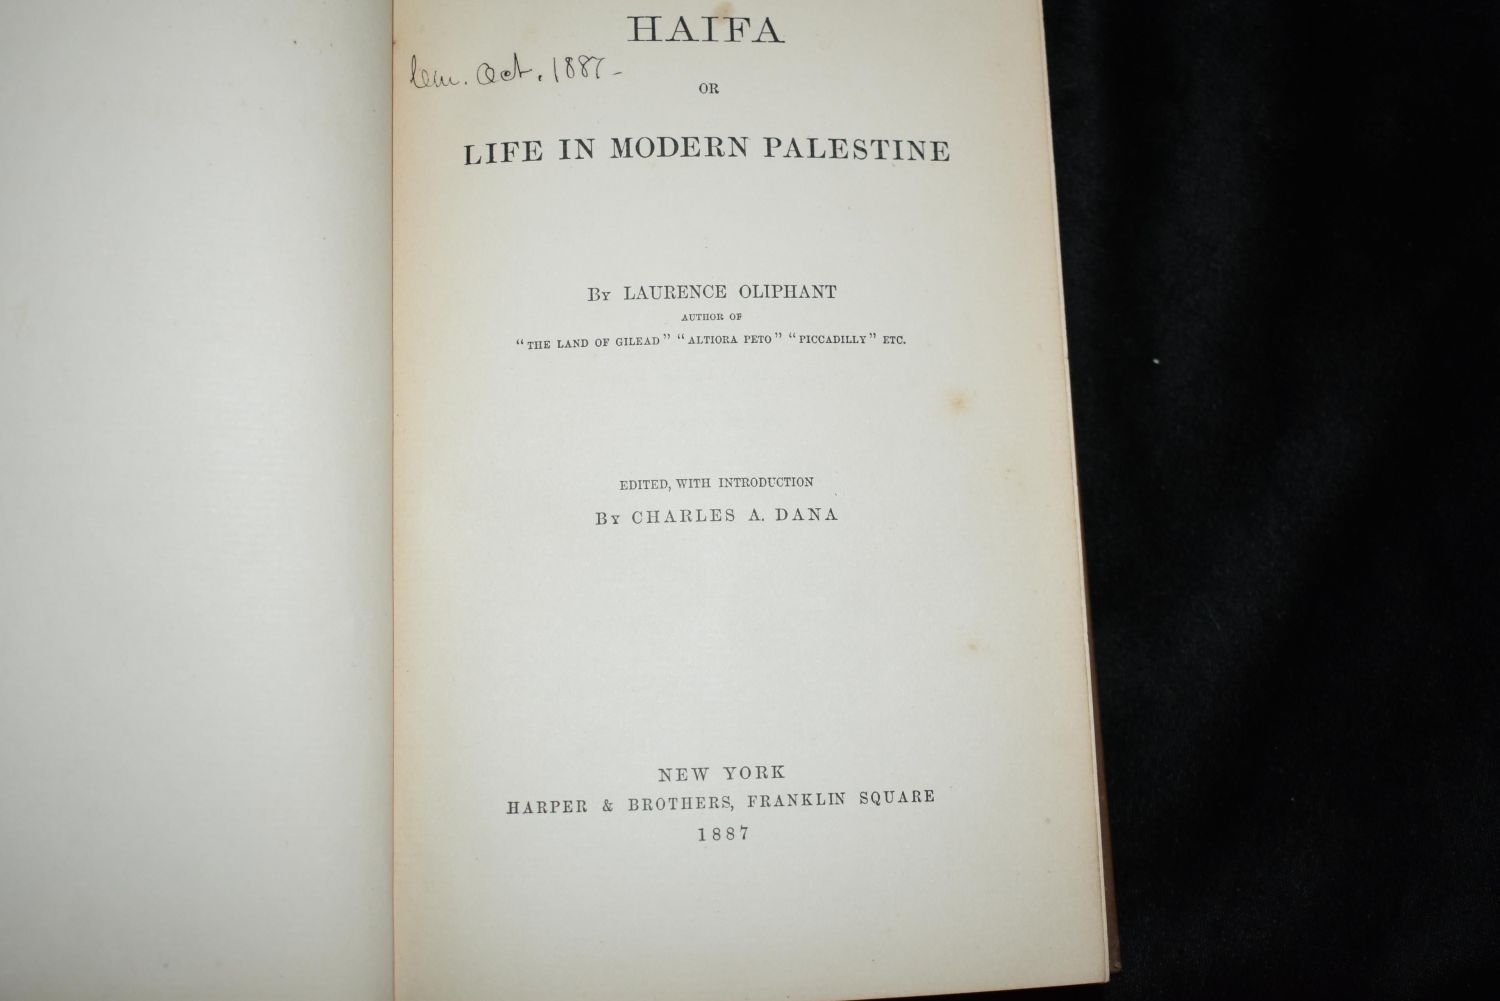 HAIFA
Oct. 1887-
OR
LIFE IN MODERN PALESTINE
BY LAURENCE OLIPHANT
AUTHOR OF
"THE LAND OF GILEAD" "ALTIORA PETO" "PICCADILLY" ETC.
EDITED, WITH INTRODUCTION
BY CHARLES A. DANA
NEW YORK
HARPER & BROTHERS, FRANKLIN SQUARE
1887